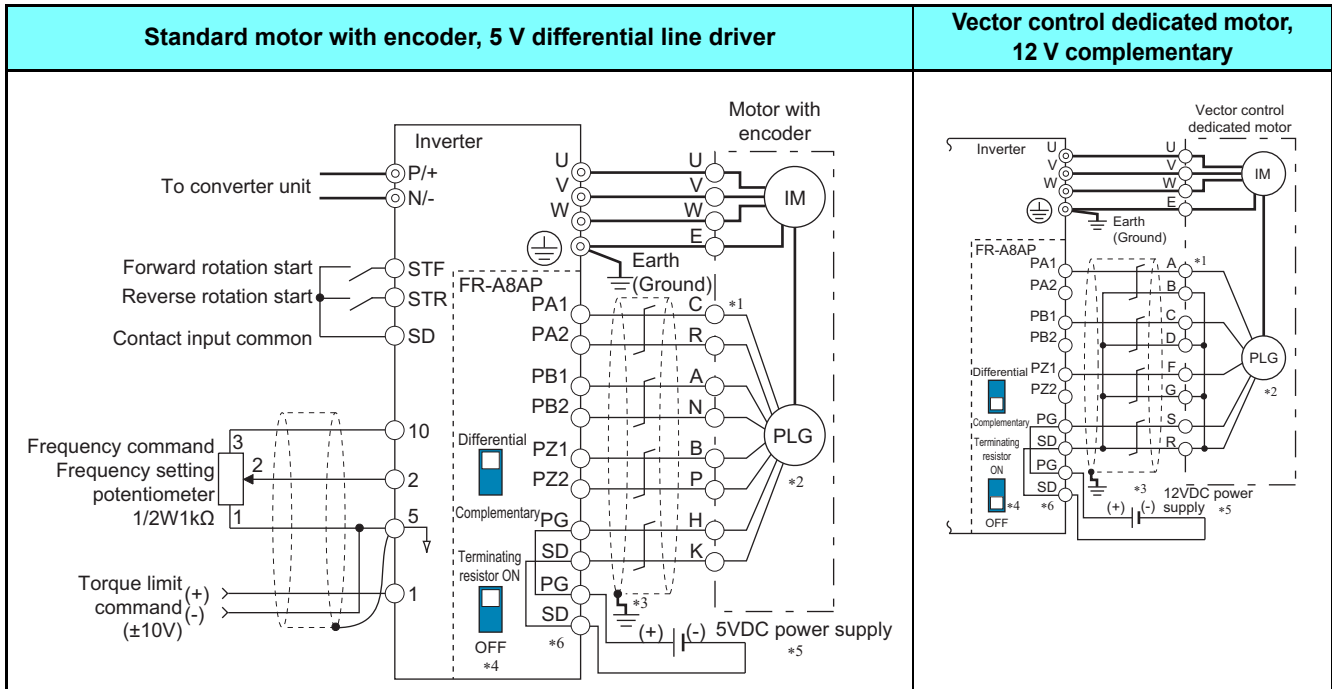 Standard motor with encoder, 5 V differential line driver
Vector control dedicated motor,
12 V complementary
Motor with
encoder
Inverter
To converter unit
P/+
N/-
U
V
W
U
V
W
E
IM
Earth
(Ground)
Forward rotation start
Reverse rotation start
Contact input common
STF
STR
SD
FR-A8AP
PA1
PA2
PB1
PB2
PZ1
PZ2
PG
SD
PG
SD
C
R
A
N
B
P
H
K
*1
PLG
*2
Differential
Complementary
Terminating
resistor ON
OFF
*4
*6
*3
(+)
(-)
5VDC power supply
*5
Frequency command
Frequency setting
potentiometer
1/2W1kΩ
3
2
1
10
2
5
1
Torque limit
command
(±10V)
(+)
(-)
Vector control
dedicated motor
Inverter
U
V
W
U
V
W
E
IM
Earth
(Ground)
FR-A8AP
PA1
PA2
PB1
PB2
PZ1
PZ2
PG
SD
PG
SD
A
B
C
D
F
G
S
R
*1
PLG
*2
Differential
Complementary
Terminating
resistor
ON
OFF
*4
*6
*3
(+)
(-)
12VDC power
supply
*5